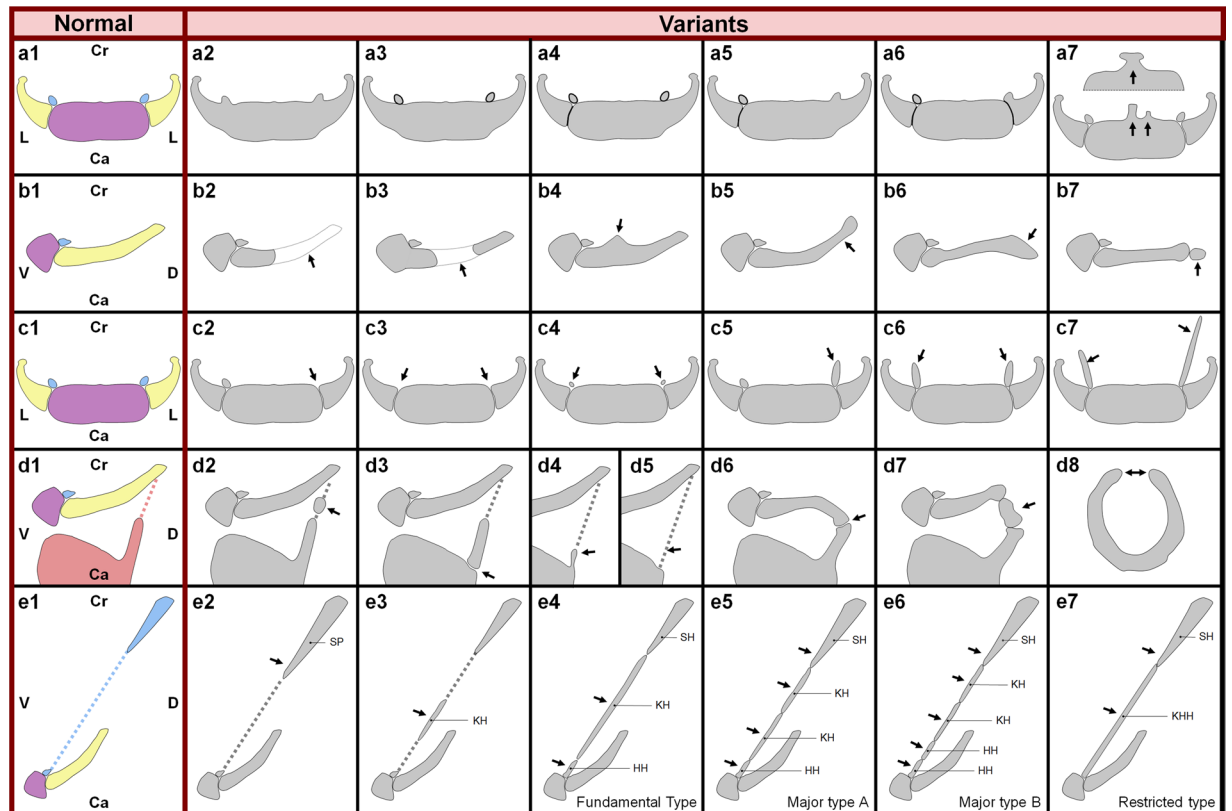 Normal Variants
a1 Cr a2 a3 a4 a5 a6 a7
L L
Ca
b1 Cr b2 b3 b4 b5 b6 b7
V D
Ca
c1 Cr c2 c3 c4 c5 c6 c7
L L
Ca
d1 Cr d2 d3 d4 d5 d6 d7 d8
V D
Ca
e1 Cr e2 e3 e4 e5 e6 e7
SP SH SH SH SH
V D KH KH KH KH KHH
KH KH
HH HH HH
HH
Ca Fundamental Type Major type A Major type B Restricted type